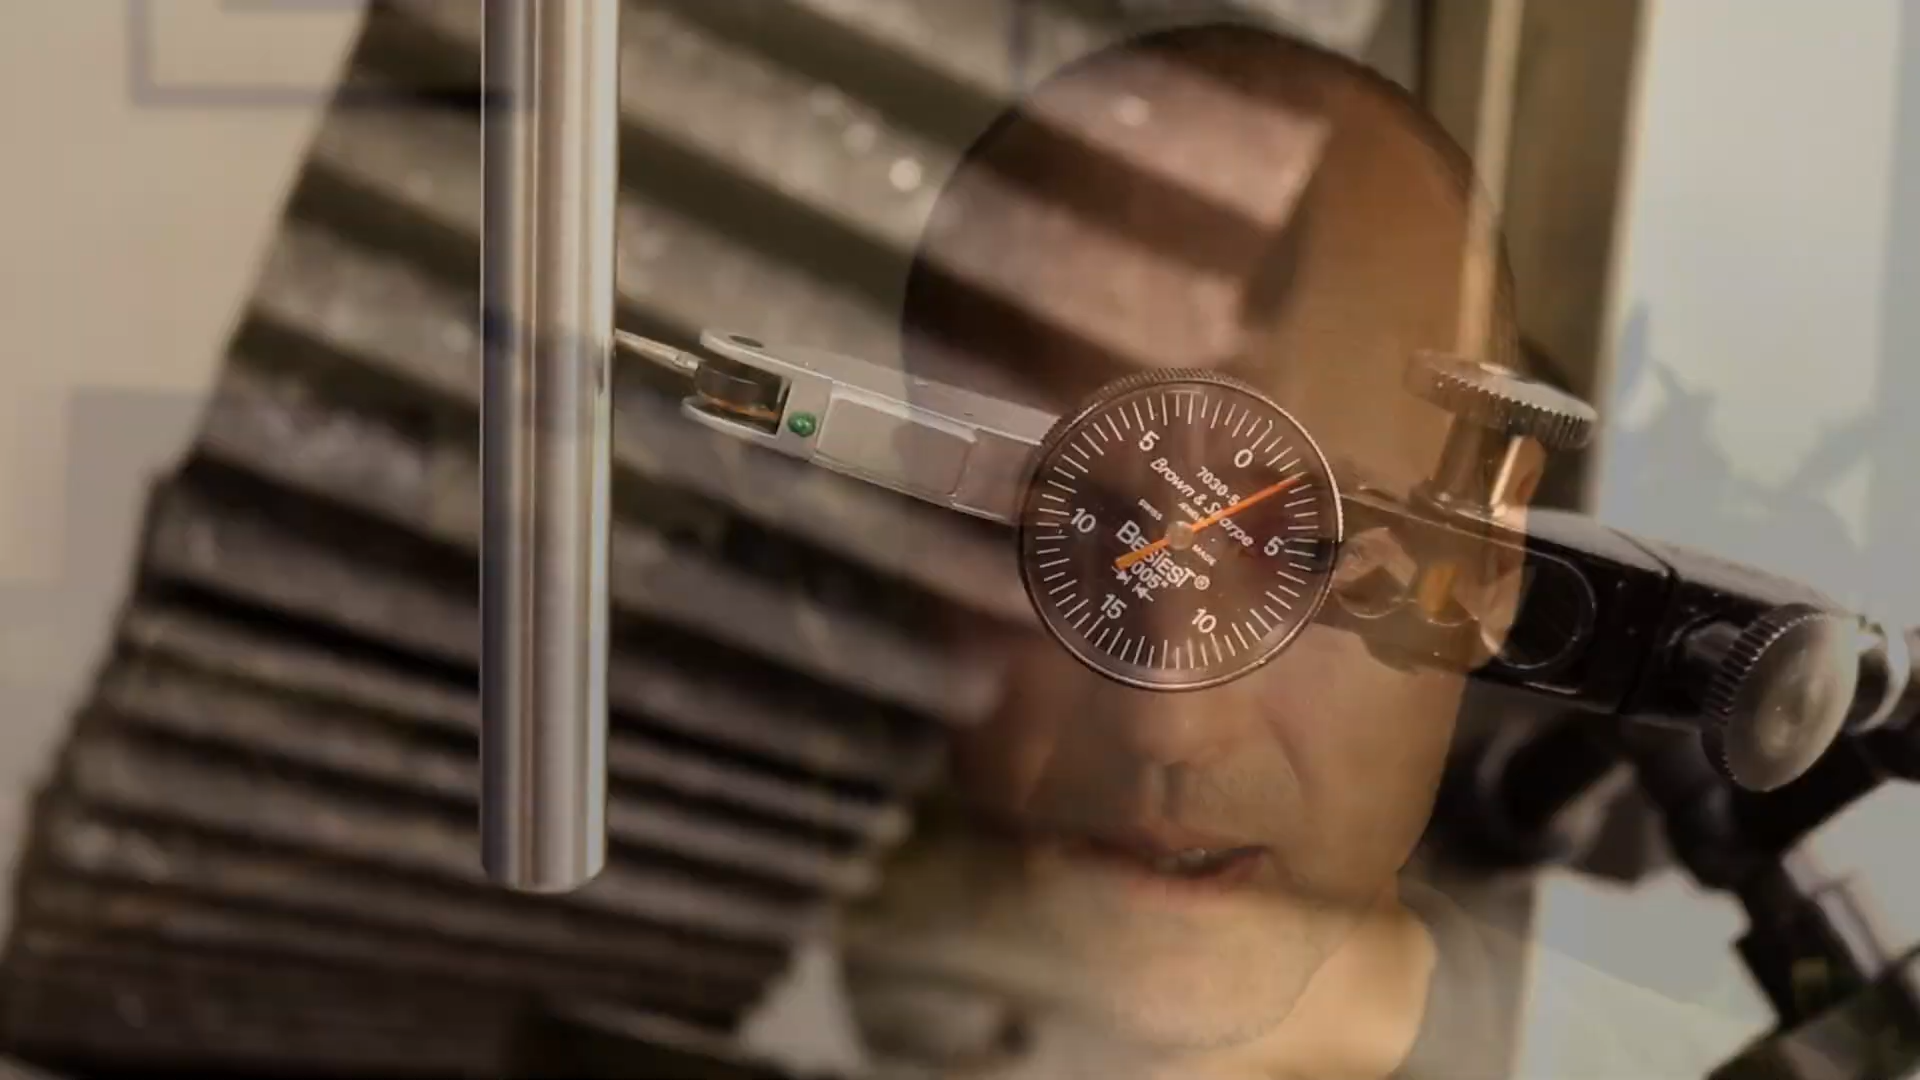 5
0
5
10
15
10
7030-5
Brown & Sharpe
SWISS
MADE
BESTEST®
.0005"